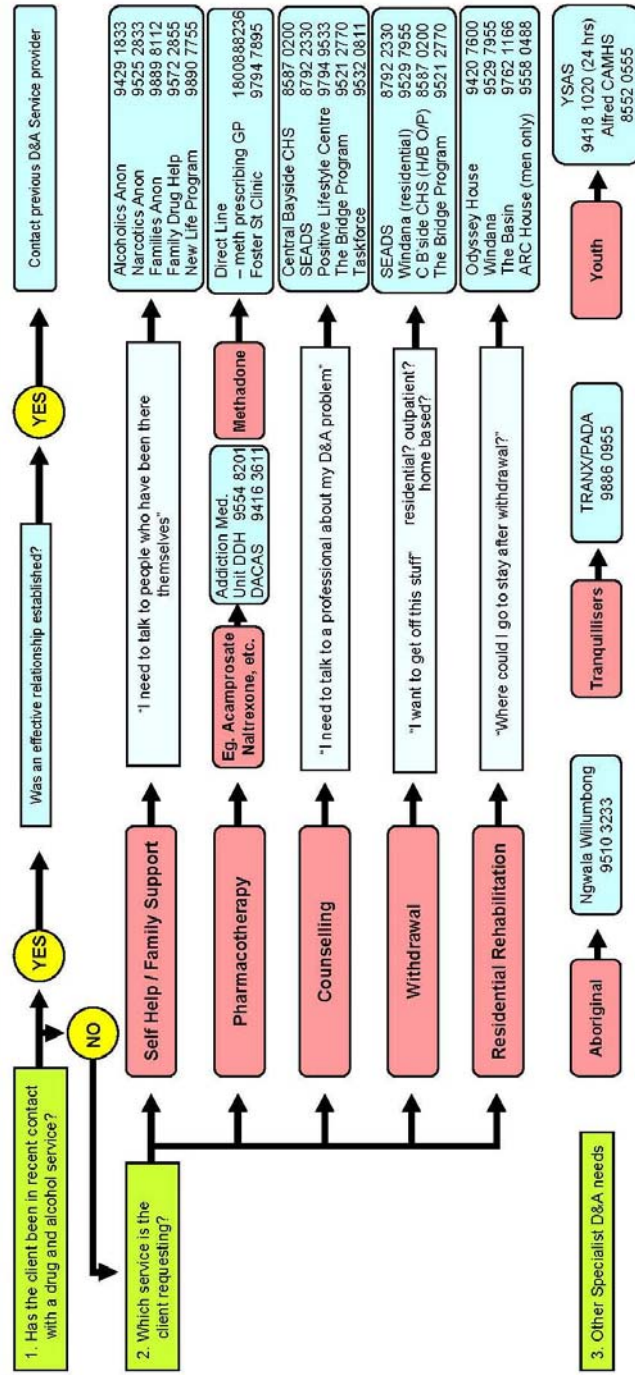 1. Has the client been in recent contact
with a drug and alcohol service?
YES
Was an effective relationship established?
YES
Contact previous D&A Service provider
NO
2. Which service is the
client requesting?
Self Help / Family Support
"I need to talk to people who have been there
themselves"
Alcoholics Anon 9429 1833
Narcotics Anon 9525 2833
Families Anon 9889 8112
Family Drug Help 9572 2855
New Life Program 9890 7755
Pharmacotherapy
Eg. Acamprosate
Naltrexone, etc.
Addiction Med.
Unit DDH 9554 8201
DACAS 9416 3611
Methadone
Direct Line
– meth prescribing GP 1800888236
Foster St Clinic 9794 7895
Counselling
"I need to talk to a professional about my D&A problem"
Central Bayside CHS 8587 0200
SEADS 8792 2330
Positive Lifestyle Centre 9794 9533
The Bridge Program 9521 2770
Taskforce 9532 0811
Withdrawal
"I want to get off this stuff" residential? outpatient?
home based?
SEADS 8792 2330
Windana (residential) 9529 7955
C B'side CHS (H/B O/P) 8587 0200
The Bridge Program 9521 2770
Residential Rehabilitation
"Where could I go to stay after withdrawal?"
Odyssey House 9420 7600
Windana 9529 7955
The Basin 9762 1166
ARC House (men only) 9558 0488
3. Other Specialist D&A needs
Aboriginal
Ngwala Willumbong
9510 3233
Tranquillisers
TRANX/PADA
9886 0955
Youth
YSAS
9418 1020 (24 hrs)
Alfred CAMHS
8552 0555